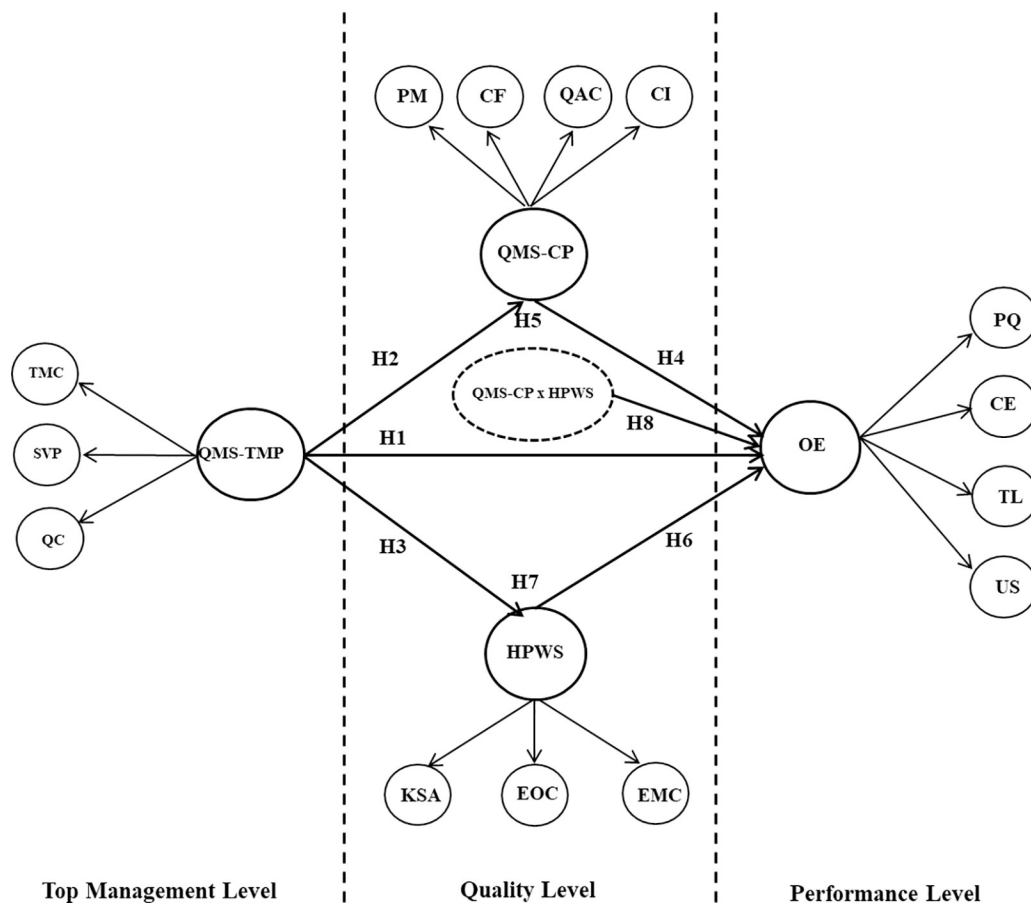 PM
CF
QAC
CI
QMS-CP
H5
H2
H4
PQ
TMC
QMS-CP x HPWS
CE
H8
H1
SVP
QMS-TMP
OE
TL
QC
H3
H6
H7
US
HPWS
KSA
EOC
EMC
Top Management Level
Quality Level
Performance Level